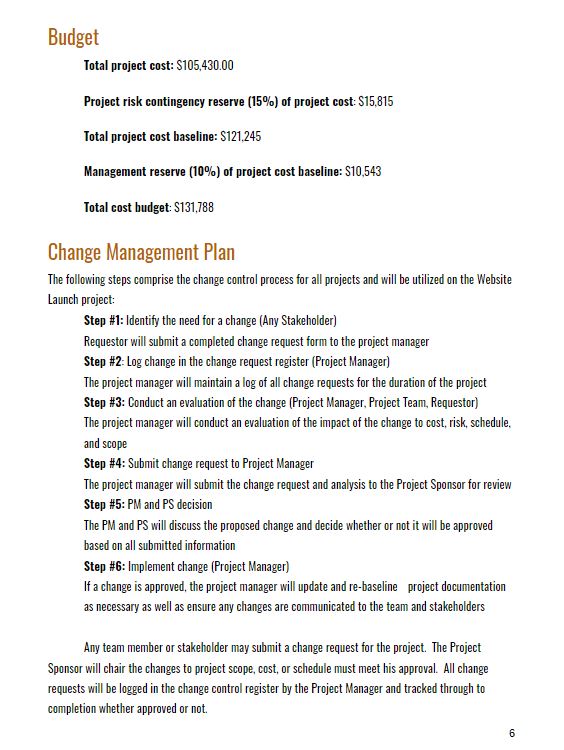 Budget
Total project cost: $105,430.00
Project risk contingency reserve (15%) of project cost: $15,815
Total project cost baseline: $121,245
Management reserve (10%) of project cost baseline: $10,543
Total cost budget: $131,788
Change Management Plan
The following steps comprise the change control process for all projects and will be utilized on the Website
Launch project:
Step #1: Identify the need for a change (Any Stakeholder)
Requestor will submit a completed change request form to the project manager
Step #2: Log change in the change request register (Project Manager)
The project manager will maintain a log of all change requests for the duration of the project
Step #3: Conduct an evaluation of the change (Project Manager, Project Team, Requestor)
The project manager will conduct an evaluation of the impact of the change to cost, risk, schedule,
and scope
Step #4: Submit change request to Project Manager
The project manager will submit the change request and analysis to the Project Sponsor for review
Step #5: PM and PS decision
The PM and PS will discuss the proposed change and decide whether or not it will be approved
based on all submitted information
Step #6: Implement change (Project Manager)
If a change is approved, the project manager will update and re-baseline project documentation
as necessary as well as ensure any changes are communicated to the team and stakeholders
Any team member or stakeholder may submit a change request for the project. The Project
Sponsor will chair the changes to project scope, cost, or schedule must meet his approval. All change
requests will be logged in the change control register by the Project Manager and tracked through to
completion whether approved or not.
6